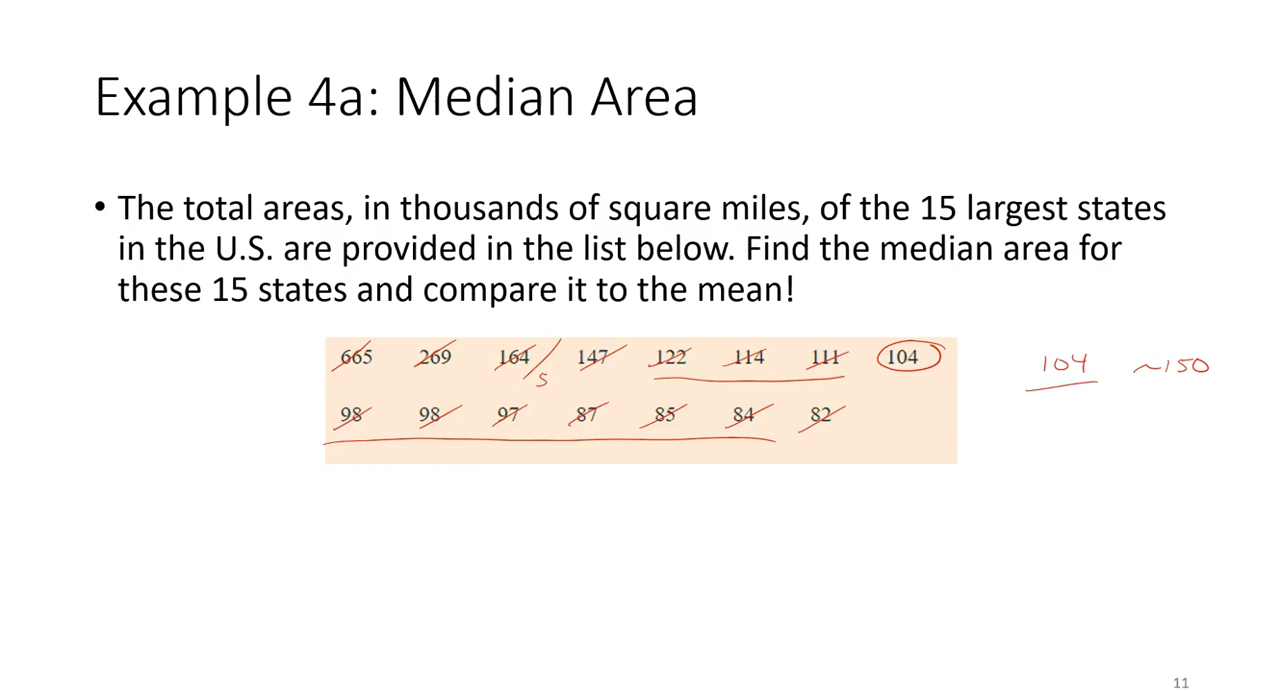 Example 4a: Median Area
• The total areas, in thousands of square miles, of the 15 largest states
in the U.S. are provided in the list below. Find the median area for
these 15 states and compare it to the mean!
665 269 164 147 122 114 111 104
104 ~150
98 98 97 87 85 84 82
11